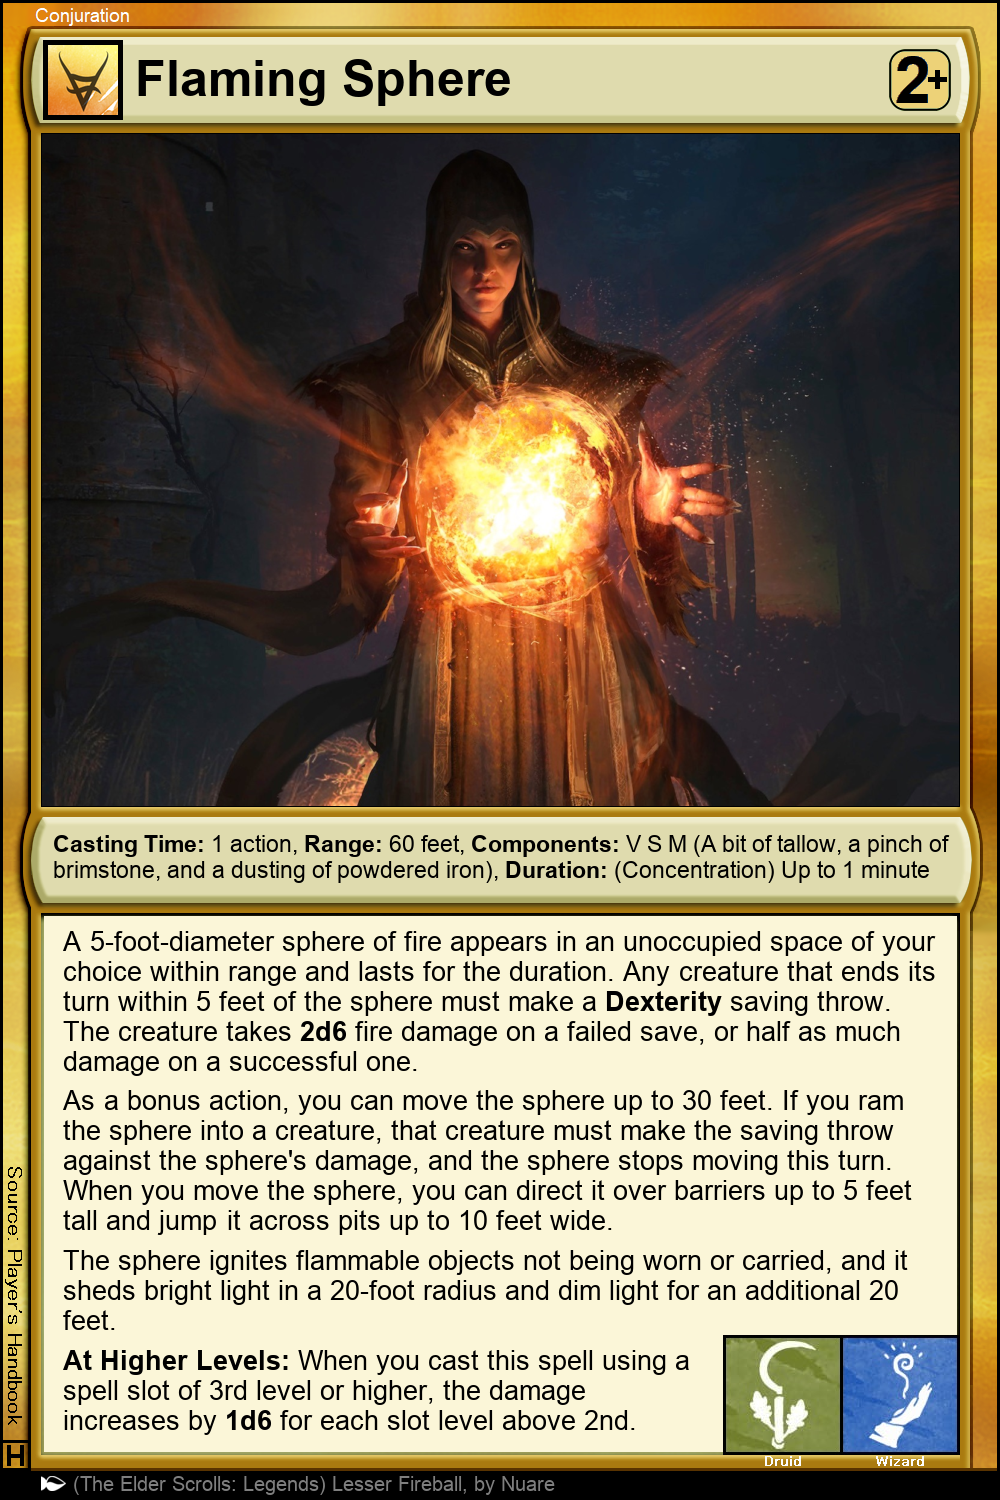 Conjuration
Flaming Sphere
2+
Casting Time: 1 action, Range: 60 feet, Components: V S M (A bit of tallow, a pinch of
brimstone, and a dusting of powdered iron), Duration: (Concentration) Up to 1 minute
A 5-foot-diameter sphere of fire appears in an unoccupied space of your
choice within range and lasts for the duration. Any creature that ends its
turn within 5 feet of the sphere must make a Dexterity saving throw.
The creature takes 2d6 fire damage on a failed save, or half as much
damage on a successful one.
As a bonus action, you can move the sphere up to 30 feet. If you ram
the sphere into a creature, that creature must make the saving throw
against the sphere's damage, and the sphere stops moving this turn.
When you move the sphere, you can direct it over barriers up to 5 feet
tall and jump it across pits up to 10 feet wide.
The sphere ignites flammable objects not being worn or carried, and it
sheds bright light in a 20-foot radius and dim light for an additional 20
feet.
At Higher Levels: When you cast this spell using a
spell slot of 3rd level or higher, the damage
increases by 1d6 for each slot level above 2nd.
Druid
Wizard
Source: Player's Handbook
H
(The Elder Scrolls: Legends) Lesser Fireball, by Nuare